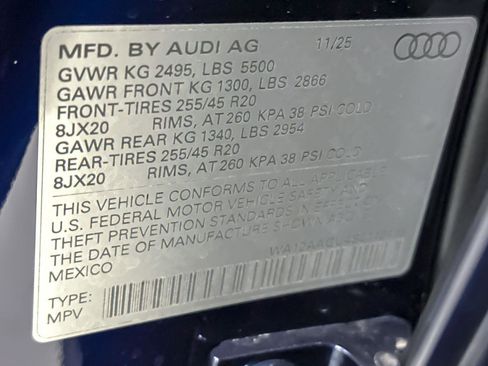 MFD. BY AUDI AG 11/25
GVWR KG 2495, LBS 5500
GAWR FRONT KG 1300, LBS 2866
FRONT-TIRES 255/45 R20
8JX20 RIMS, AT 260 KPA 38 PSI COLD
GAWR REAR KG 1340, LBS 2954
REAR-TIRES 255/45 R20
8JX20 RIMS, AT 260 KPA 38 PSI COLD
THIS VEHICLE CONFORMS TO ALL APPLICABLE
U.S. FEDERAL MOTOR VEHICLE SAFETY AND
THEFT PREVENTION STANDARDS IN EFFECT ON
THE DATE OF MANUFACTURE SHOWN ABOVE
MEXICO
TYPE:
MPV